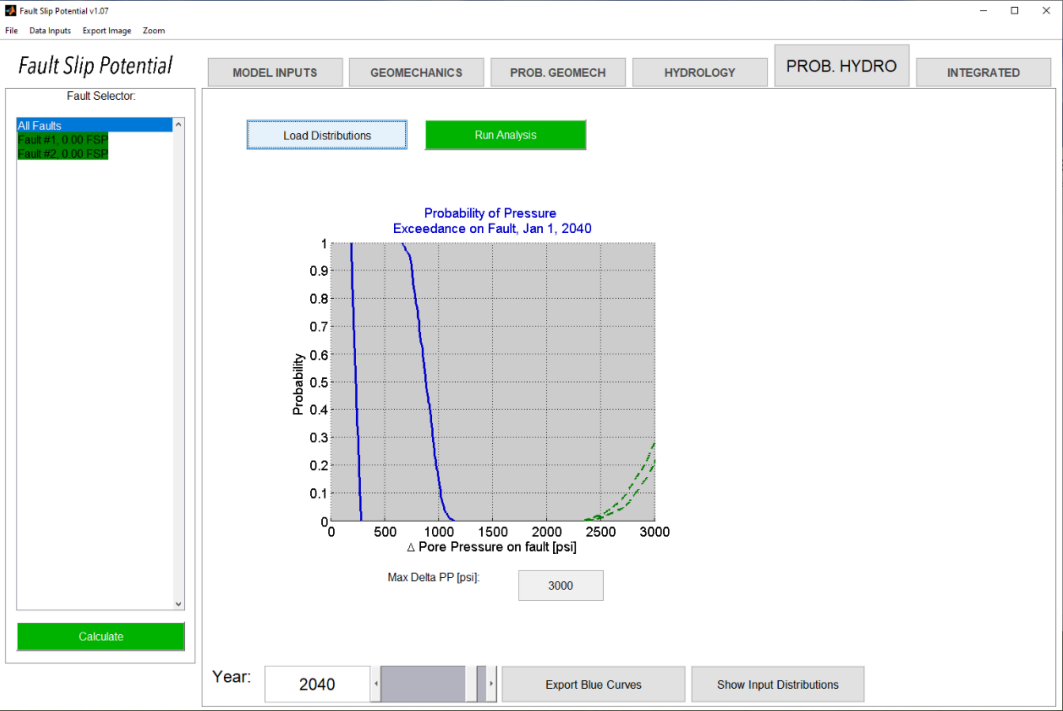 Fault Slip Potential v1.07
File Data Inputs Export Image Zoom
Fault Slip Potential
MODEL INPUTS GEOMECHANICS PROB. GEOMECH HYDROLOGY PROB. HYDRO INTEGRATED
Fault Selector:
All Faults
Fault #1, 0.00 FSP
Fault #2, 0.00 FSP
Calculate
Load Distributions Run Analysis
Probability of Pressure
Exceedance on Fault, Jan 1, 2040
1
0.9
0.8
0.7
0.6
0.5
0.4
0.3
0.2
0.1
0
Probability
0 500 1000 1500 2000 2500 3000
△ Pore Pressure on fault [psi]
Max Delta PP [psi]: 3000
Year: 2040 Export Blue Curves Show Input Distributions